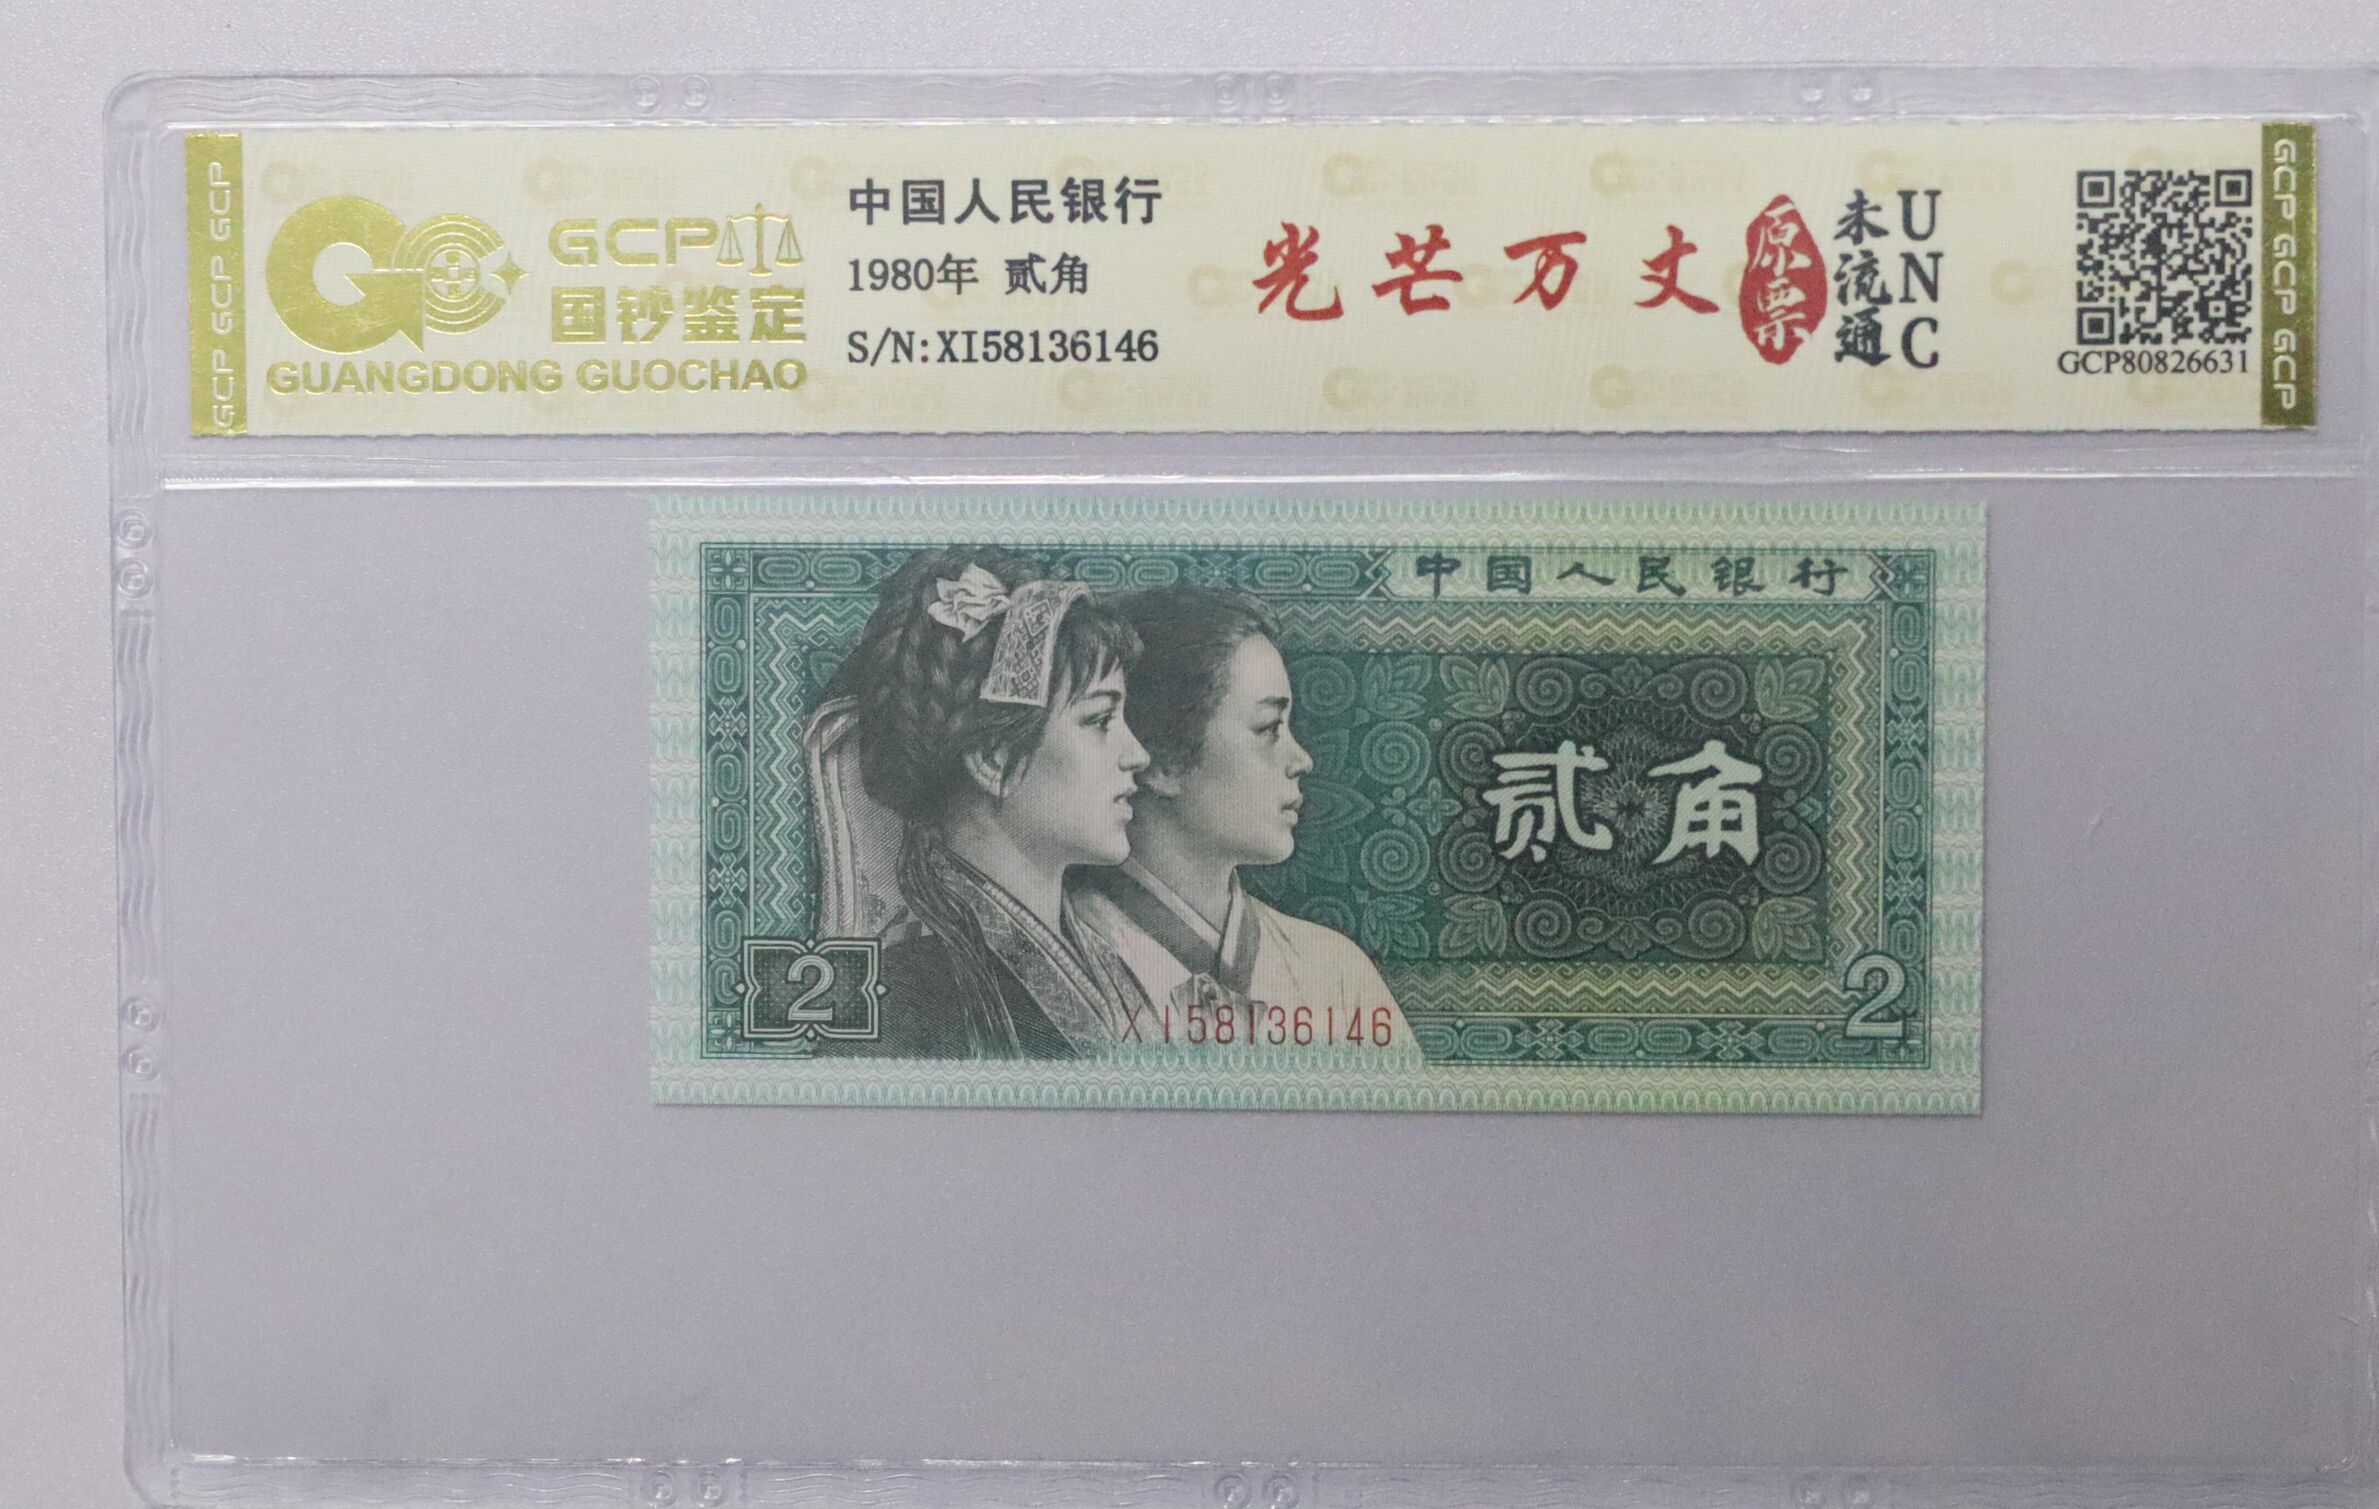 GCP GCP GCP
GCP
国钞鉴定
GUANGDONG GUOCHAO
中国人民银行
1980年 贰角
S/N:XI58136146
光芒万丈
原票
未流通
UNC
GCP80826631
GCP GCP GCP
中国人民银行
贰角
2
2
XI58136146